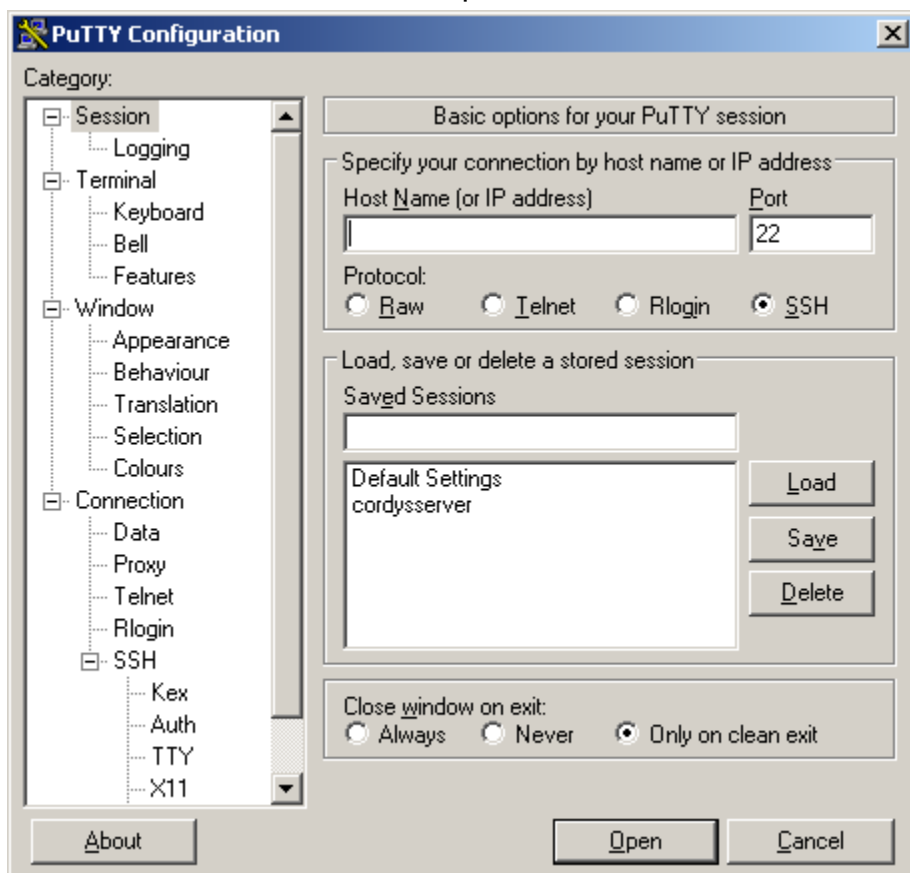 PuTTY Configuration
Category:
Session
Logging
Terminal
Keyboard
Bell
Features
Window
Appearance
Behaviour
Translation
Selection
Colours
Connection
Data
Proxy
Telnet
Rlogin
SSH
Kex
Auth
TTY
X11
Basic options for your PuTTY session
Specify your connection by host name or IP address
Host Name (or IP address) Port
22
Protocol:
Raw Telnet Rlogin SSH
Load, save or delete a stored session
Saved Sessions
Default Settings
cordysserver
Load
Save
Delete
Close window on exit:
Always Never Only on clean exit
About Open Cancel